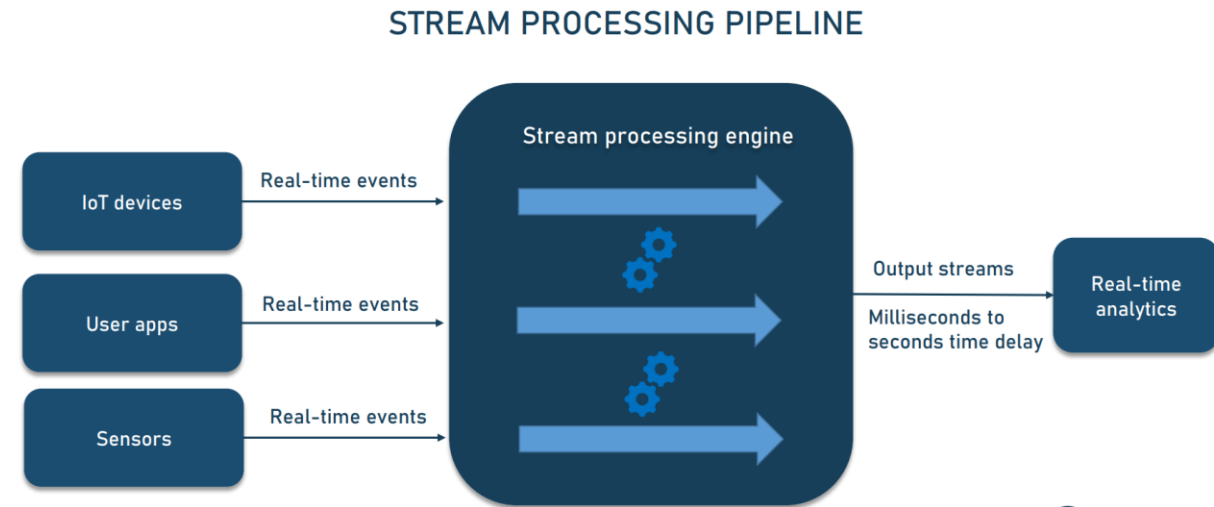 STREAM PROCESSING PIPELINE
Stream processing engine
IoT devices
Real-time events
User apps
Real-time events
Sensors
Real-time events
Output streams
Milliseconds to
seconds time delay
Real-time
analytics